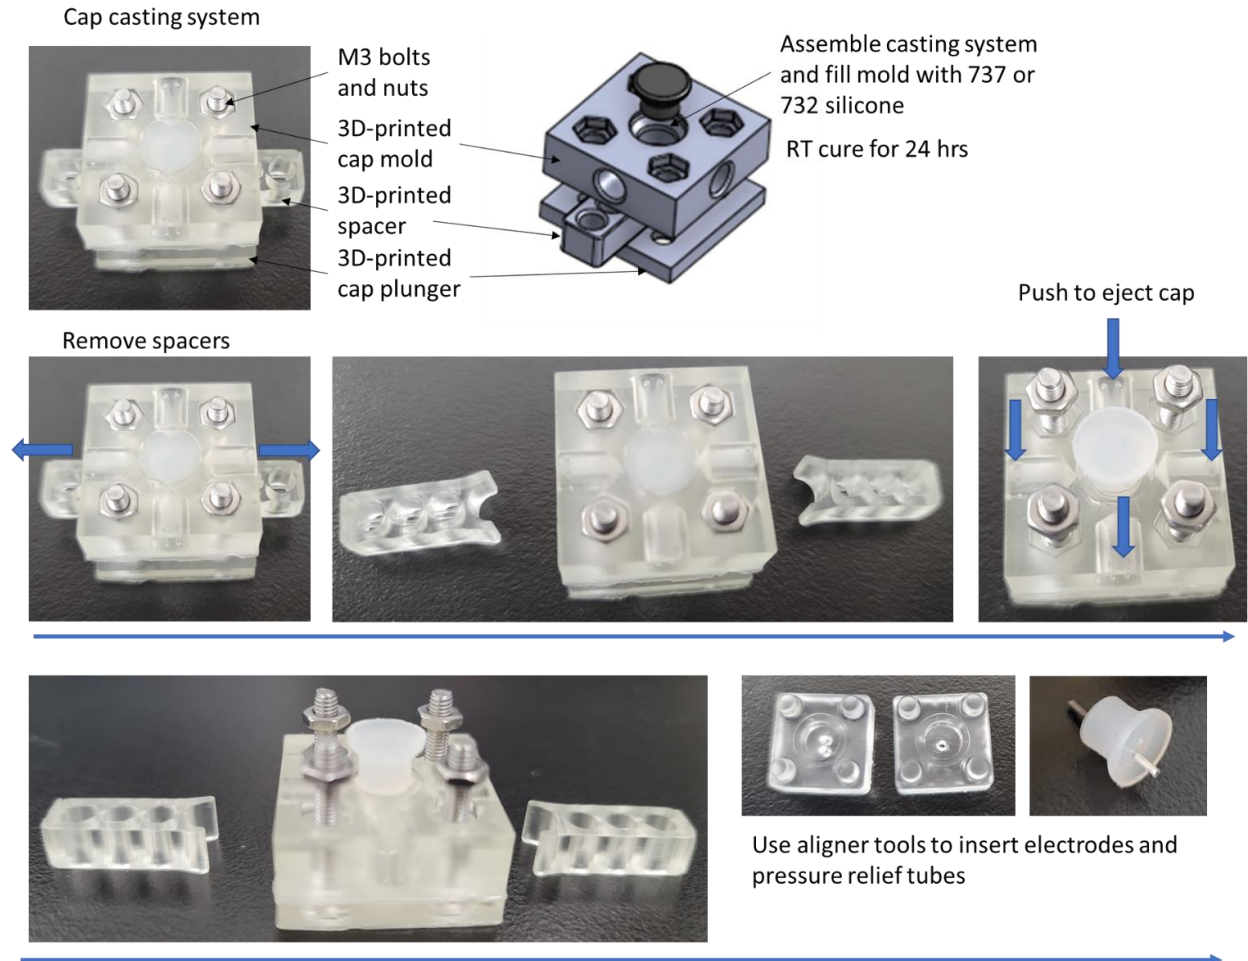 Cap casting system
M3 bolts
and nuts
3D-printed
cap mold
3D-printed
spacer
3D-printed
cap plunger
Assemble casting system
and fill mold with 737 or
732 silicone
RT cure for 24 hrs
Remove spacers
Push to eject cap
Use aligner tools to insert electrodes and
pressure relief tubes